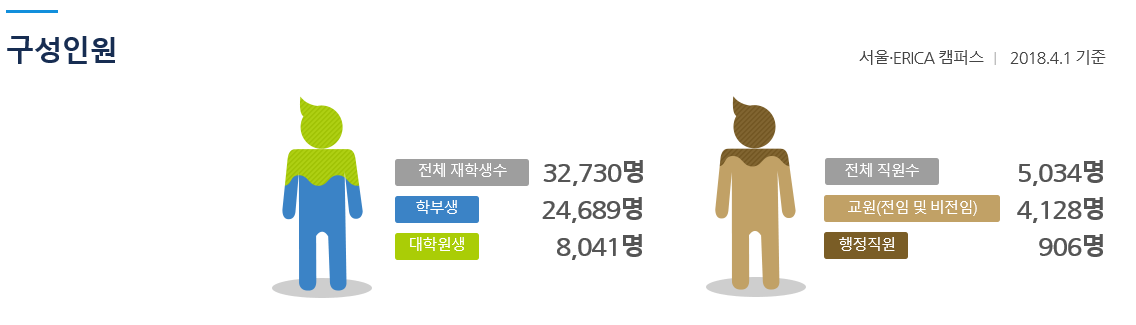 구성인원
서울·ERICA 캠퍼스 | 2018.4.1 기준
전체 재학생수 32,730명
학부생 24,689명
대학원생 8,041명
전체 직원수 5,034명
교원(전임 및 비전임) 4,128명
행정직원 906명